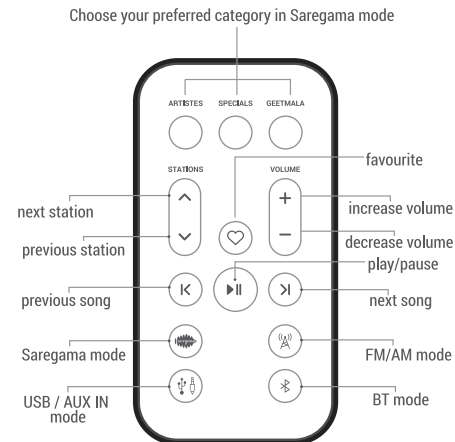 Choose your preferred category in Saregama mode
ARTISTES SPECIALS GEETMALA
STATIONS VOLUME
favourite
next station
increase volume
previous station
decrease volume
play/pause
previous song
next song
Saregama mode
FM/AM mode
USB / AUX IN
mode
BT mode